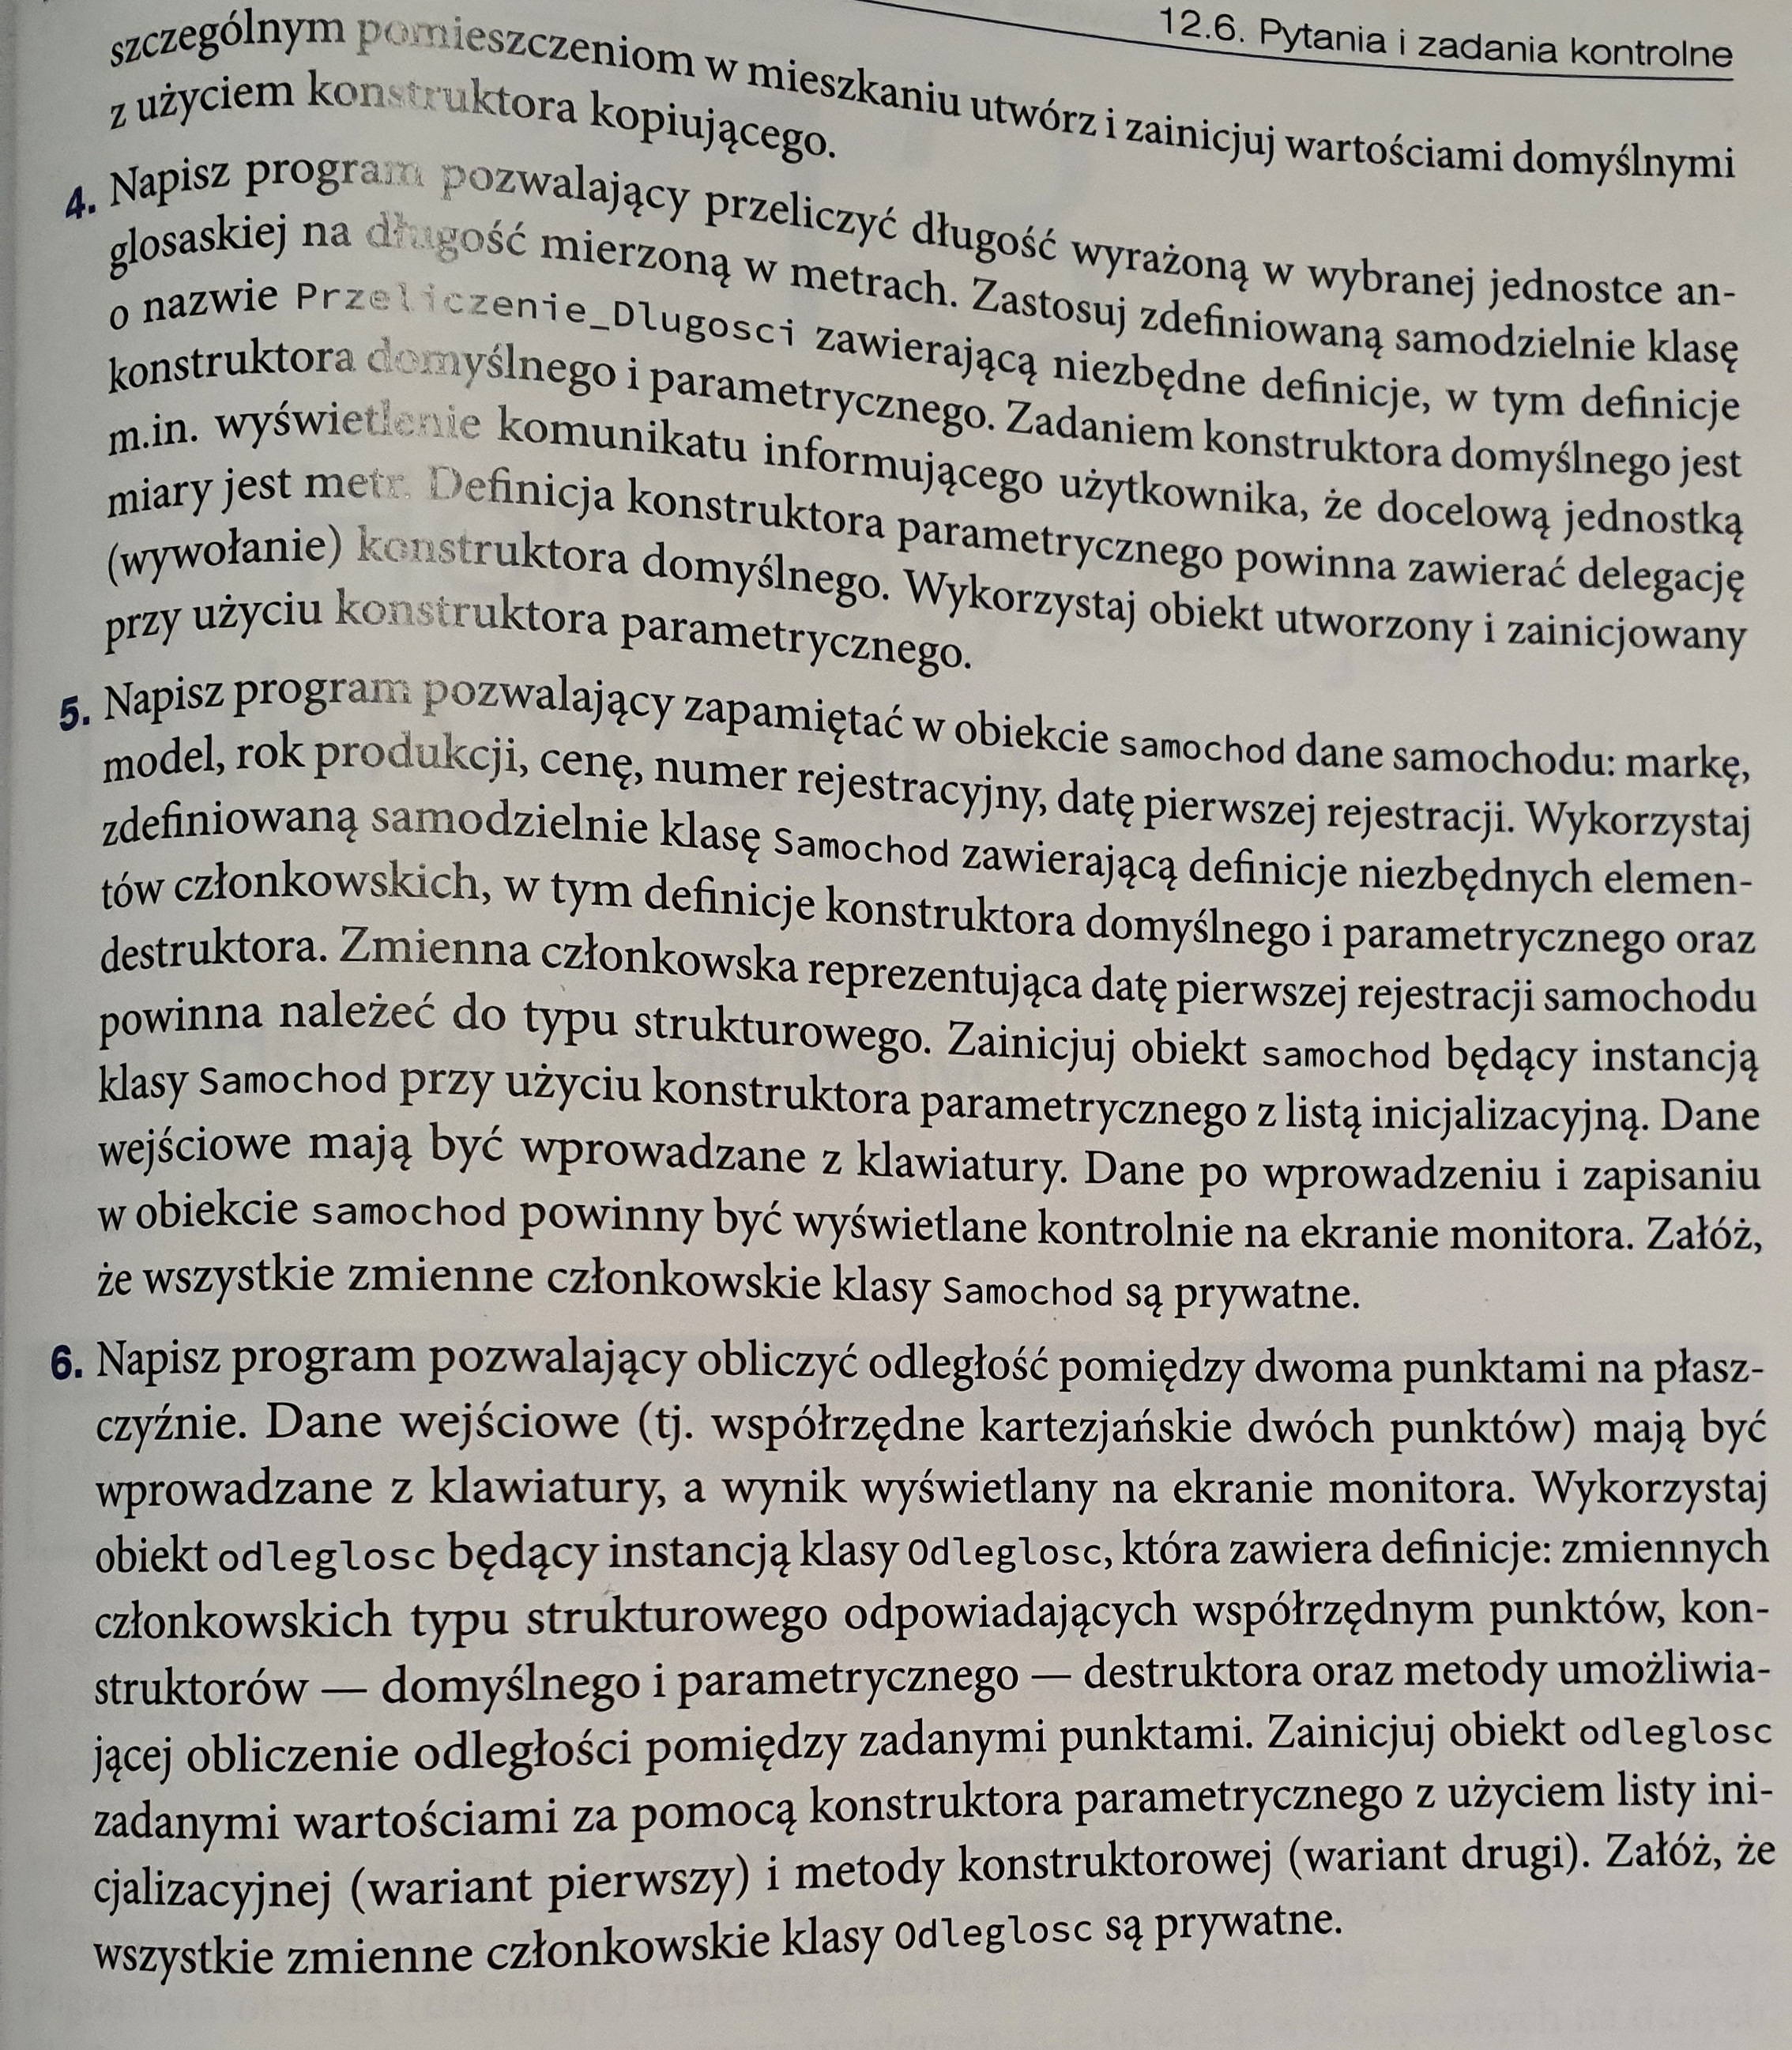 12.6. Pytania i zadania kontrolne
szczególnym pomieszczeniom w mieszkaniu utwórz i zainicjuj wartościami domyślnymi
z użyciem konstruktora kopiującego.
4. Napisz program pozwalający przeliczyć długość wyrażoną w wybranej jednostce an-
glosaskiej na długość mierzoną w metrach. Zastosuj zdefiniowaną samodzielnie klasę
o nazwie Przeliczenie_Dlugosci zawierającą niezbędne definicje, w tym definicje
konstruktora domyślnego i parametrycznego. Zadaniem konstruktora domyślnego jest
m.in. wyświetlenie komunikatu informującego użytkownika, że docelową jednostką
miary jest metr. Definicja konstruktora parametrycznego powinna zawierać delegację
(wywołanie) konstruktora domyślnego. Wykorzystaj obiekt utworzony i zainicjowany
przy użyciu konstruktora parametrycznego.
5. Napisz program pozwalający zapamiętać w obiekcie samochod dane samochodu: markę,
model, rok produkcji, cenę, numer rejestracyjny, datę pierwszej rejestracji. Wykorzystaj
zdefiniowaną samodzielnie klasę Samochod zawierającą definicje niezbędnych elemen-
tów członkowskich, w tym definicje konstruktora domyślnego i parametrycznego oraz
destruktora. Zmienna członkowska reprezentująca datę pierwszej rejestracji samochodu
powinna należeć do typu strukturowego. Zainicjuj obiekt samochod będący instancją
klasy Samochod przy użyciu konstruktora parametrycznego z listą inicjalizacyjną. Dane
wejściowe mają być wprowadzane z klawiatury. Dane po wprowadzeniu i zapisaniu
w obiekcie samochod powinny być wyświetlane kontrolnie na ekranie monitora. Załóż,
że wszystkie zmienne członkowskie klasy Samochod są prywatne.
6. Napisz program pozwalający obliczyć odległość pomiędzy dwoma punktami na płasz-
czyźnie. Dane wejściowe (tj. współrzędne kartezjańskie dwóch punktów) mają być
wprowadzane z klawiatury, a wynik wyświetlany na ekranie monitora. Wykorzystaj
obiekt odleglosc będący instancją klasy Odleglosc, która zawiera definicje: zmiennych
członkowskich typu strukturowego odpowiadających współrzędnym punktów, kon-
struktorów — domyślnego i parametrycznego — destruktora oraz metody umożliwia-
jącej obliczenie odległości pomiędzy zadanymi punktami. Zainicjuj obiekt odleglosc
zadanymi wartościami za pomocą konstruktora parametrycznego z użyciem listy ini-
cjalizacyjnej (wariant pierwszy) i metody konstruktorowej (wariant drugi). Załóż, że
wszystkie zmienne członkowskie klasy Odleglosc są prywatne.